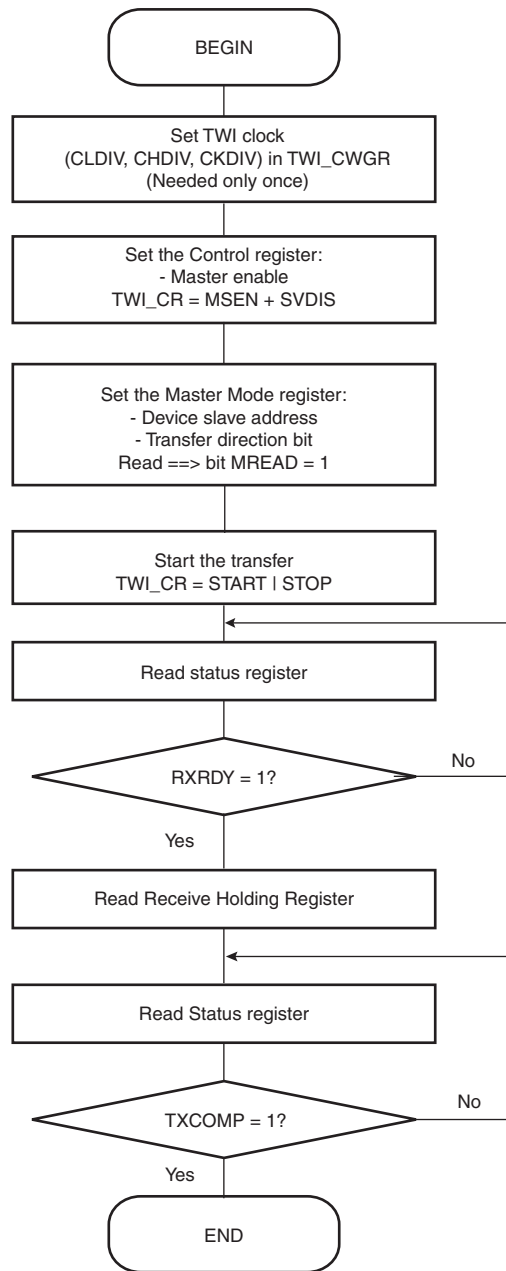 BEGIN
Set TWI clock
(CLDIV, CHDIV, CKDIV) in TWI_CWGR
(Needed only once)
Set the Control register:
- Master enable
TWI_CR = MSEN + SVDIS
Set the Master Mode register:
- Device slave address
- Transfer direction bit
Read ==> bit MREAD = 1
Start the transfer
TWI_CR = START | STOP
Read status register
RXRDY = 1?
No
Yes
Read Receive Holding Register
Read Status register
TXCOMP = 1?
No
Yes
END